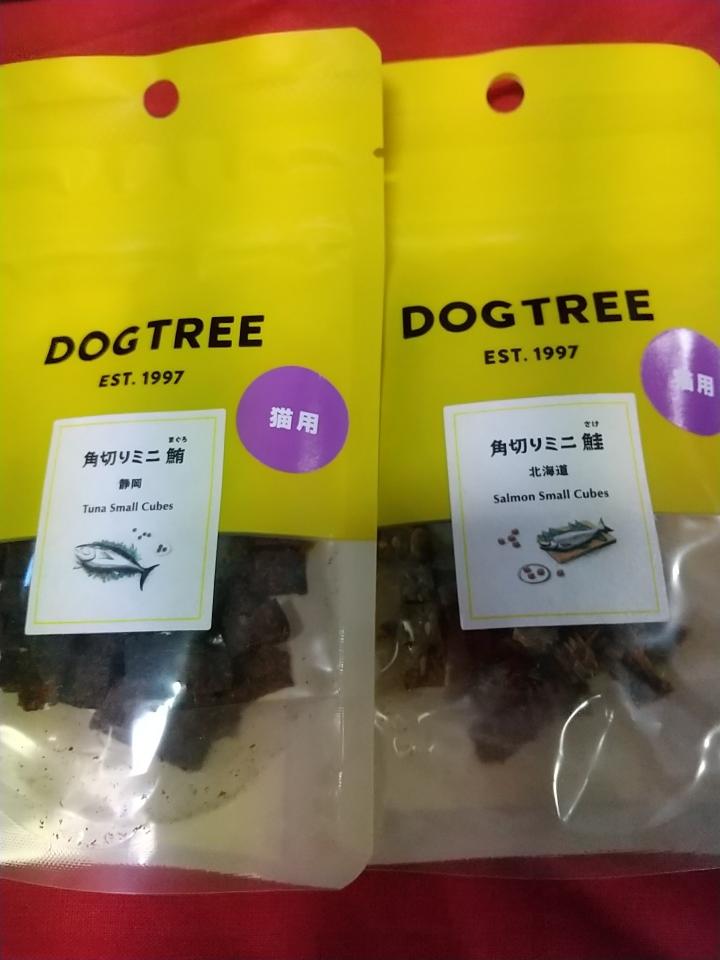 DOGTREE
EST. 1997
猫用
まぐろ
角切りミニ 鮪
静岡
Tuna Small Cubes
DOGTREE
EST. 1997
猫用
さけ
角切りミニ 鮭
北海道
Salmon Small Cubes